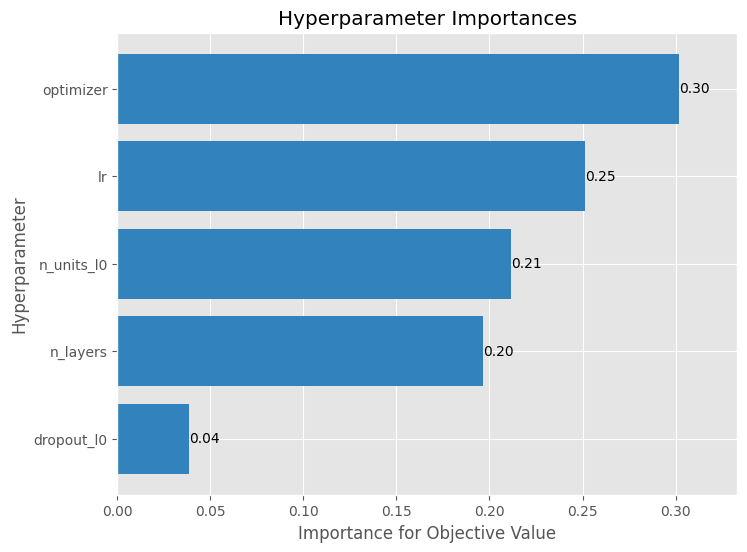 Hyperparameter Importances
Hyperparameter
optimizer
0.30
lr
0.25
n_units_l0
0.21
n_layers
0.20
dropout_l0
0.04
0.00 0.05 0.10 0.15 0.20 0.25 0.30
Importance for Objective Value